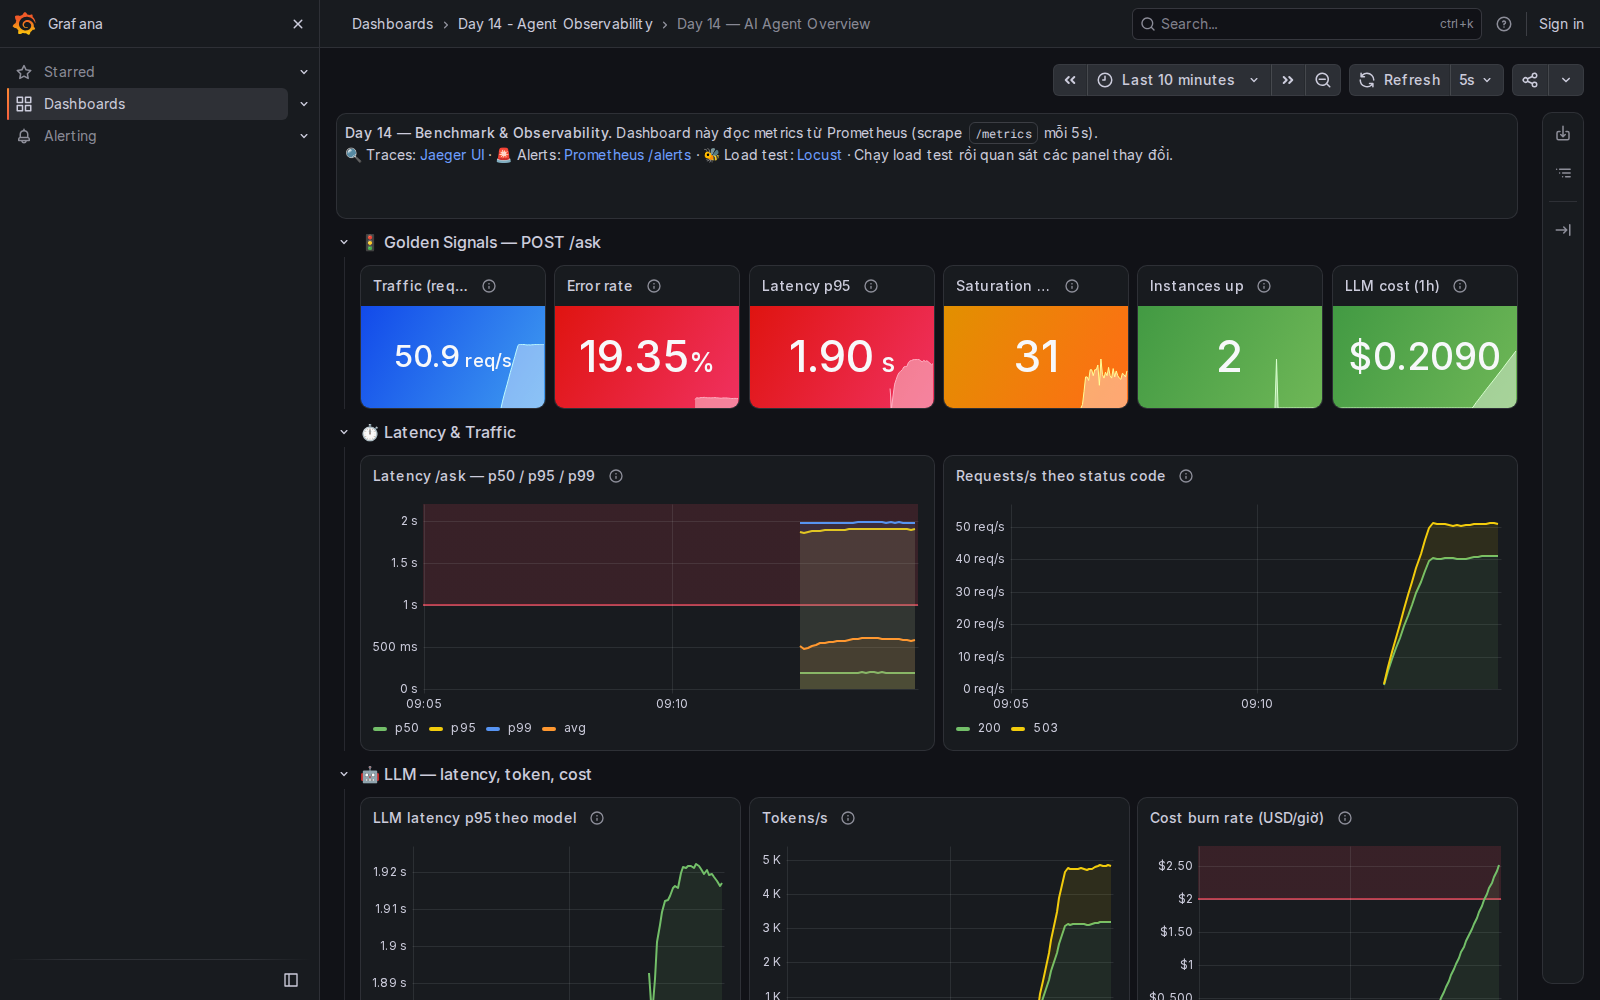 Grafana
Dashboards › Day 14 - Agent Observability › Day 14 — AI Agent Overview
Search...
ctrl+k
Sign in
Starred
Dashboards
Alerting
Last 10 minutes
Refresh
5s
Day 14 — Benchmark & Observability. Dashboard này đọc metrics từ Prometheus (scrape /metrics mỗi 5s).
🔍 Traces: Jaeger UI · 🚨 Alerts: Prometheus /alerts · 🐝 Load test: Locust · Chạy load test rồi quan sát các panel thay đổi.
🚦 Golden Signals — POST /ask
Traffic (req...
50.9 req/s
Error rate
19.35%
Latency p95
1.90 s
Saturation ...
31
Instances up
2
LLM cost (1h)
$0.2090
⏱️ Latency & Traffic
Latency /ask — p50 / p95 / p99
2 s
1.5 s
1 s
500 ms
0 s
09:05
09:10
p50
p95
p99
avg
Requests/s theo status code
50 req/s
40 req/s
30 req/s
20 req/s
10 req/s
0 req/s
09:05
09:10
200
503
🤖 LLM — latency, token, cost
LLM latency p95 theo model
1.92 s
1.91 s
1.9 s
1.89 s
Tokens/s
5 K
4 K
3 K
2 K
1 K
Cost burn rate (USD/giờ)
$2.50
$2
$1.50
$1
$0.500